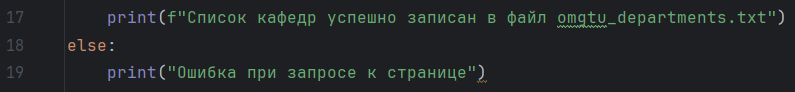 17 print(f"Список кафедр успешно записан в файл omgtu_departments.txt")
18 else:
19 print("Ошибка при запросе к странице")